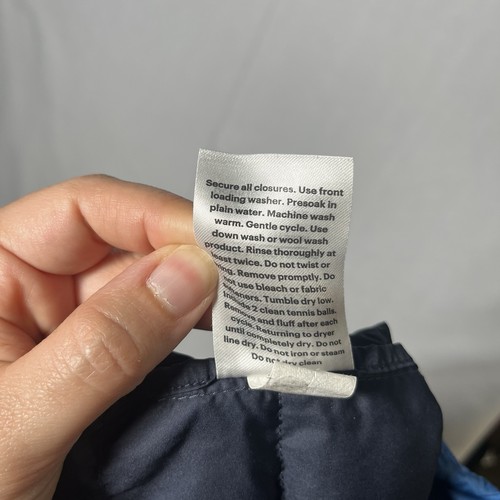 Secure all closures. Use front
loading washer. Presoak in
plain water. Machine wash
warm. Gentle cycle. Use
down wash or wool wash
product. Rinse thoroughly at
least twice. Do not twist or
Remove promptly. Do
not use bleach or fabric
Tumble dry low.
Include 2 clean tennis balls.
Remove and fluff after each
cycle. Returning to dryer
until completely dry. Do not
line dry. Do not iron or steam
Do not dry clean